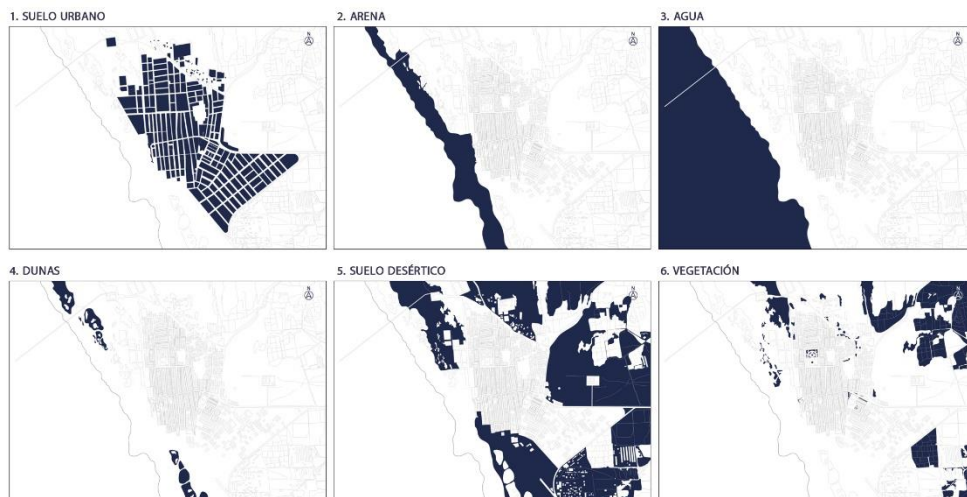 1. SUELO URBANO
N
2. ARENA
N
3. AGUA
N
4. DUNAS
N
5. SUELO DESÉRTICO
N
6. VEGETACIÓN
N